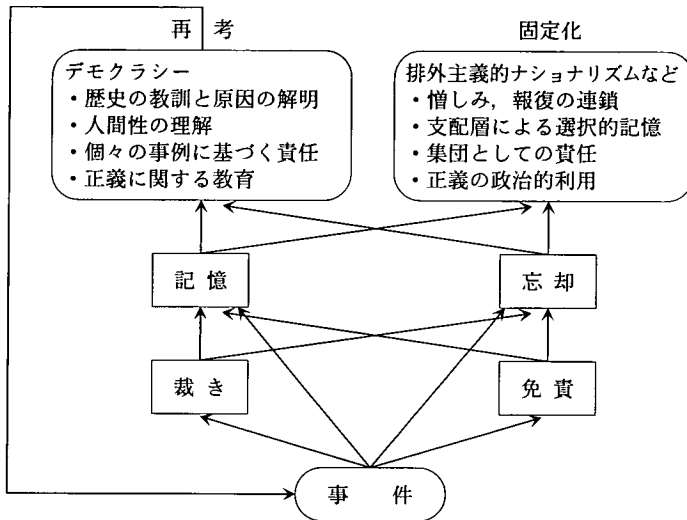 再　考
固定化
デモクラシー
・歴史の教訓と原因の解明
・人間性の理解
・個々の事例に基づく責任
・正義に関する教育
排外主義的ナショナリズムなど
・憎しみ，報復の連鎖
・支配層による選択的記憶
・集団としての責任
・正義の政治的利用
記　憶
忘　却
裁　き
免　責
事　件